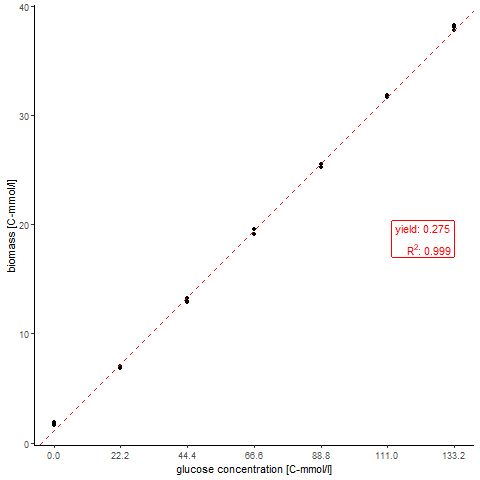 40
30
20
10
0
biomass [C-mmol/l]
yield: 0.275
R²: 0.999
0.0 22.2 44.4 66.6 88.8 111.0 133.2
glucose concentration [C-mmol/l]